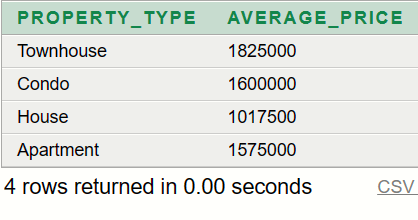 PROPERTY_TYPE AVERAGE_PRICE
Townhouse 1825000
Condo 1600000
House 1017500
Apartment 1575000
4 rows returned in 0.00 seconds CSV